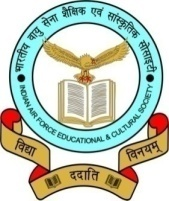 भारतीय वायु सेना शैक्षिक एवं सांस्कृतिक सोसाइटी
INDIAN AIR FORCE EDUCATIONAL & CULTURAL SOCIETY
विद्या
ददाति
विनयम्